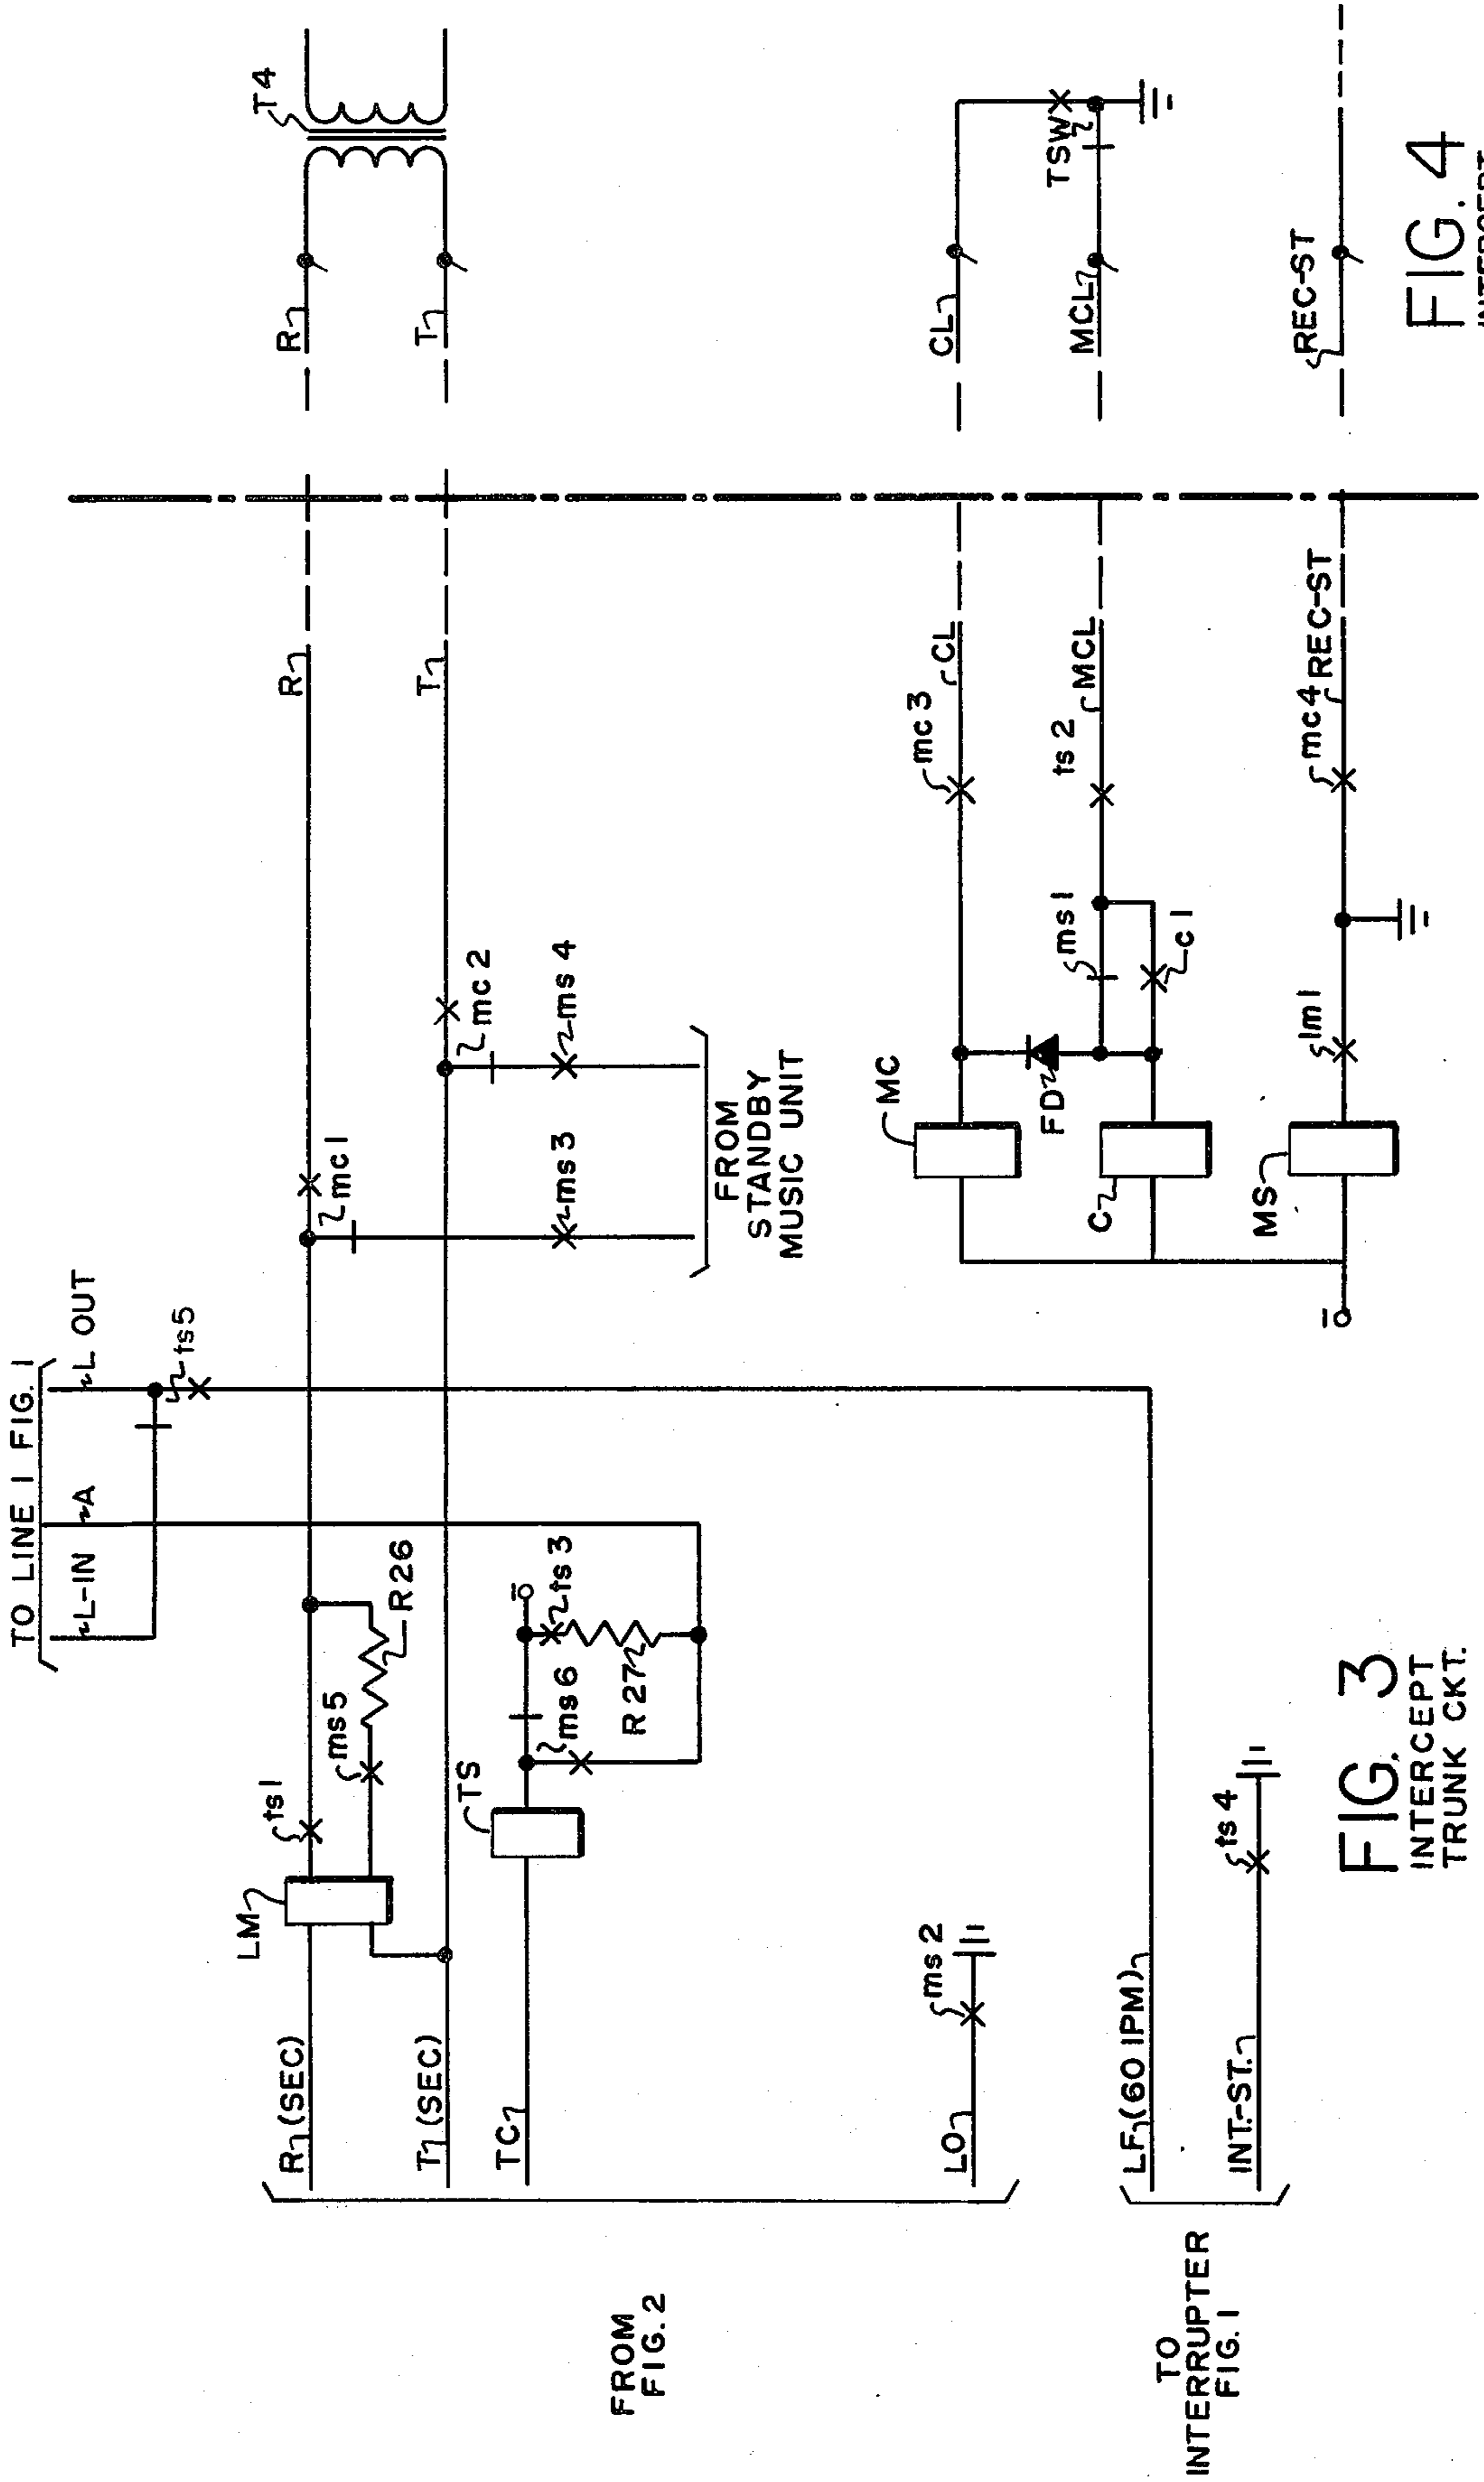 TO LINE 1 FIG. 1
L-IN
A
L OUT
ts5
R (SEC)
LM
ts1
ms5
R26
mc1
R
R
T4
T (SEC)
mc2
T
T
TC
TS
ms6
ts3
R27
ms3
ms4
FROM
STANDBY
MUSIC UNIT
FROM
FIG. 2
LO
ms2
MC
mc3
CL
CL
FD
TSW
C
ms1
c1
ts2
MCL
MCL
LF (60 IPM)
TO
INTERRUPTER
FIG. 1
INT.-ST.
ts4
MS
lm1
mc4
REC-ST
REC-ST
FIG. 3
INTERCEPT
TRUNK CKT.
FIG. 4
INTERCEPT